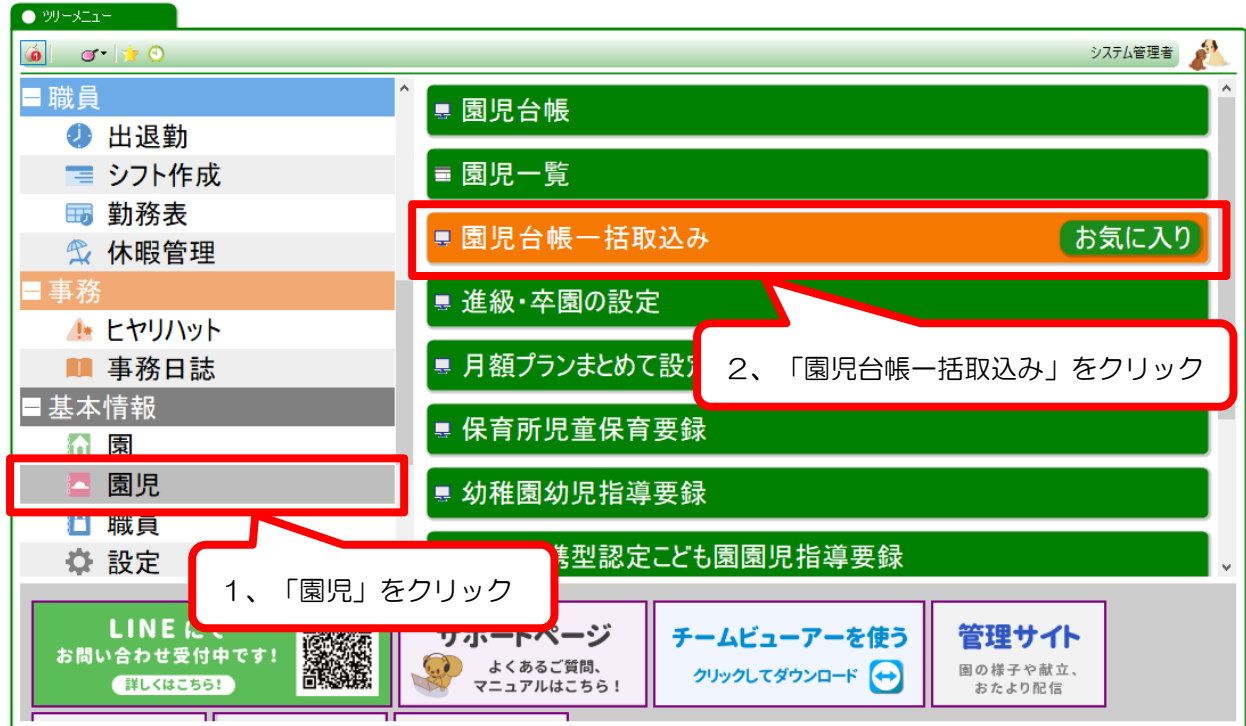 ツリーメニュー
システム管理者
職員
出退勤
シフト作成
勤務表
休暇管理
事務
ヒヤリハット
事務日誌
基本情報
園
園児
職員
設定
園児台帳
園児一覧
園児台帳一括取込み
お気に入り
進級・卒園の設定
月額プランまとめて設
保育所児童保育要録
幼稚園幼児指導要録
携型認定こども園園児指導要録
1、「園児」をクリック
2、「園児台帳一括取込み」をクリック
LINEにて
お問い合わせ受付中です!
詳しくはこちら!
サポートページ
よくあるご質問、
マニュアルはこちら!
チームビューアーを使う
クリックしてダウンロード
管理サイト
園の様子や献立、
おたより配信